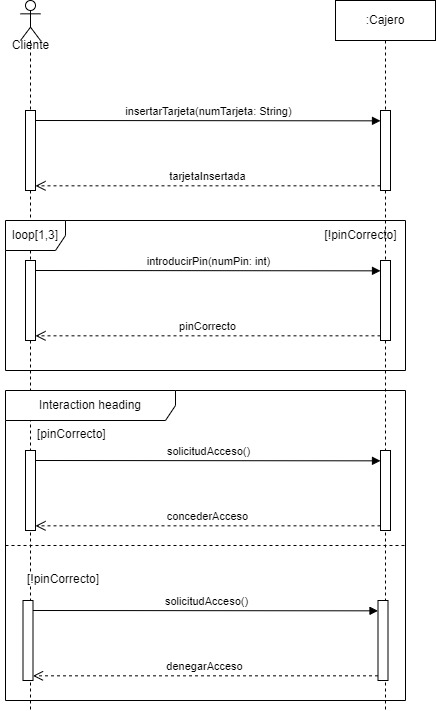 :Cajero
Cliente
insertarTarjeta(numTarjeta: String)
tarjetaInsertada
loop[1,3]
[!pinCorrecto]
introducirPin(numPin: int)
pinCorrecto
Interaction heading
[pinCorrecto]
solicitudAcceso()
concederAcceso
[!pinCorrecto]
solicitudAcceso()
denegarAcceso